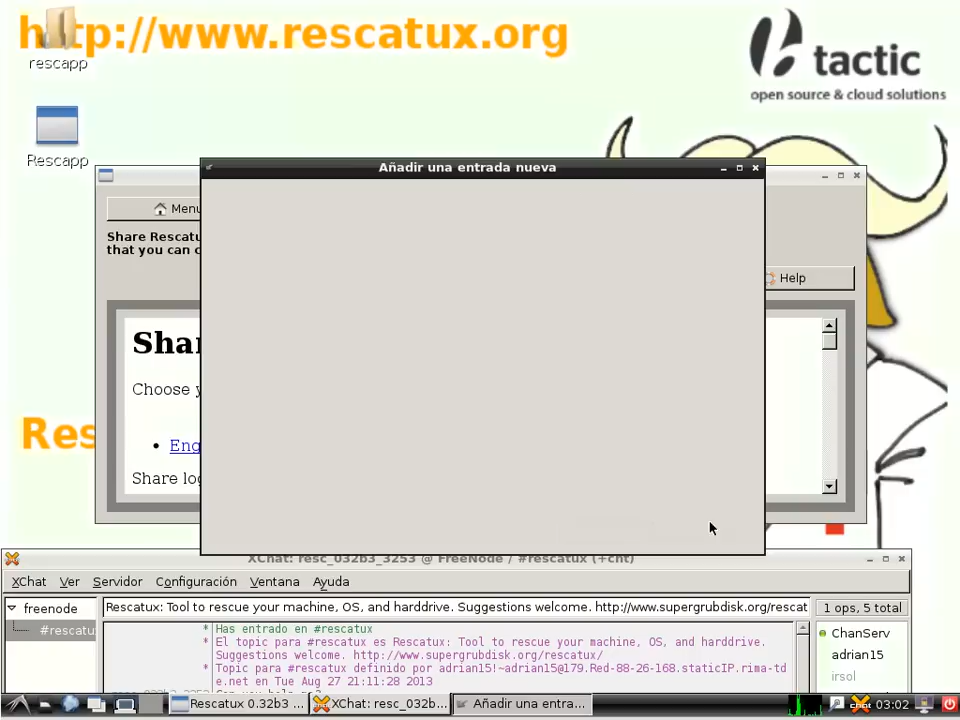 http://www.rescatux.org
rescapp
tactic
open source & cloud solutions
Rescapp
Añadir una entrada nueva
Menu
Share Rescatu
that you can c
Help
Shar
Choose y
Eng
Share log
Res
XChat: resc_032b3_3253 @ FreeNode / #rescatux (+cnt)
XChat Ver Servidor Configuración Ventana Ayuda
freenode
#rescatu
Rescatux: Tool to rescue your machine, OS, and harddrive. Suggestions welcome. http://www.supergrubdisk.org/rescat
1 ops, 5 total
* Has entrado en #rescatux
* El topic para #rescatux es Rescatux: Tool to rescue your machine, OS, and harddrive.
Suggestions welcome. http://www.supergrubdisk.org/rescatux/
* Topic para #rescatux definido por adrian15!~adrian15@179.Red-88-26-168.staticIP.rima-td
e.net en Tue Aug 27 21:11:28 2013
ChanServ
adrian15
irsol
Rescatux 0.32b3 ...
XChat: resc_032b...
Añadir una entra...
chat
03:02